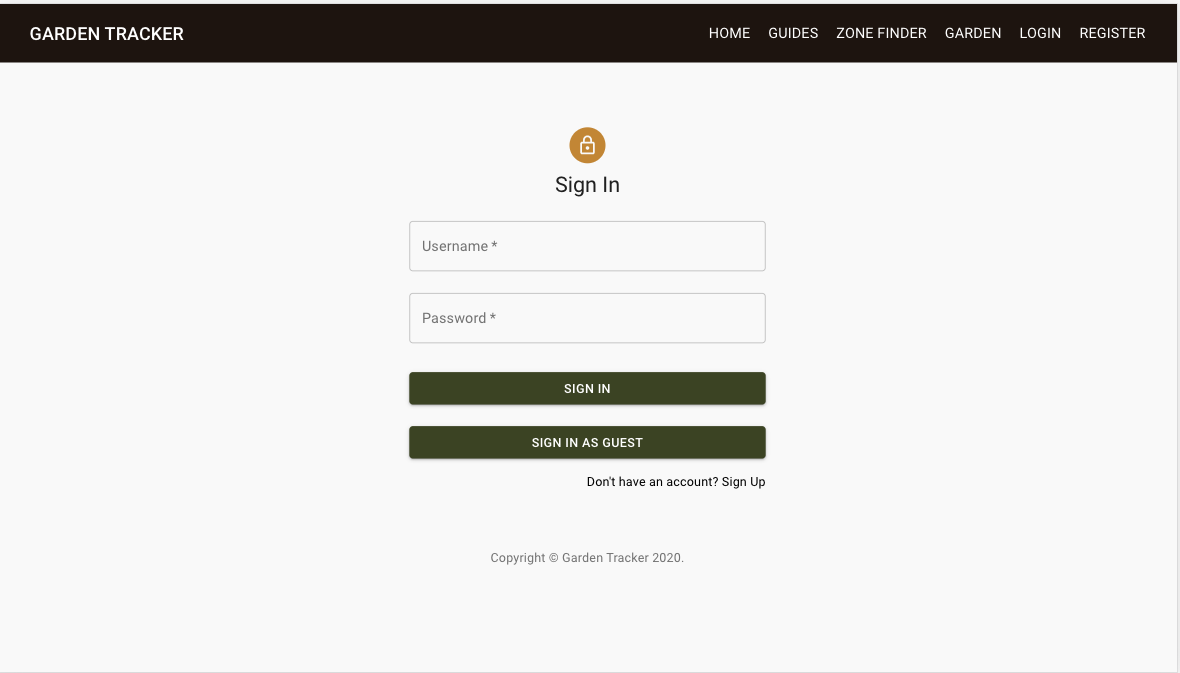 GARDEN TRACKER HOME GUIDES ZONE FINDER GARDEN LOGIN REGISTER
Sign In
Username *
Password *
SIGN IN
SIGN IN AS GUEST
Don't have an account? Sign Up
Copyright © Garden Tracker 2020.